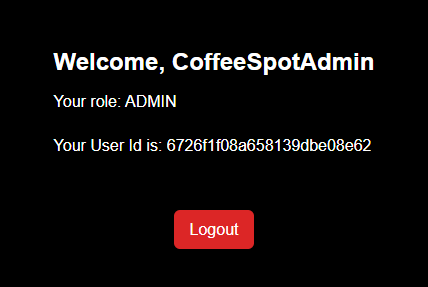 Welcome, CoffeeSpotAdmin
Your role: ADMIN
Your User Id is: 6726f1f08a658139dbe08e62
Logout